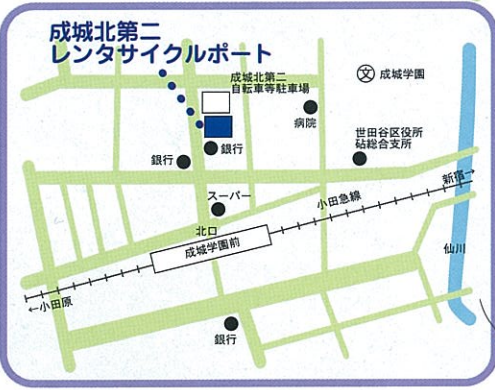 成城北第二
レンタサイクルポート
成城北第二
自転車等駐車場
文
成城学園
病院
世田谷区役所
砧総合支所
銀行
銀行
新宿→
スーパー
小田急線
北口
成城学園前
仙川
←小田原
銀行